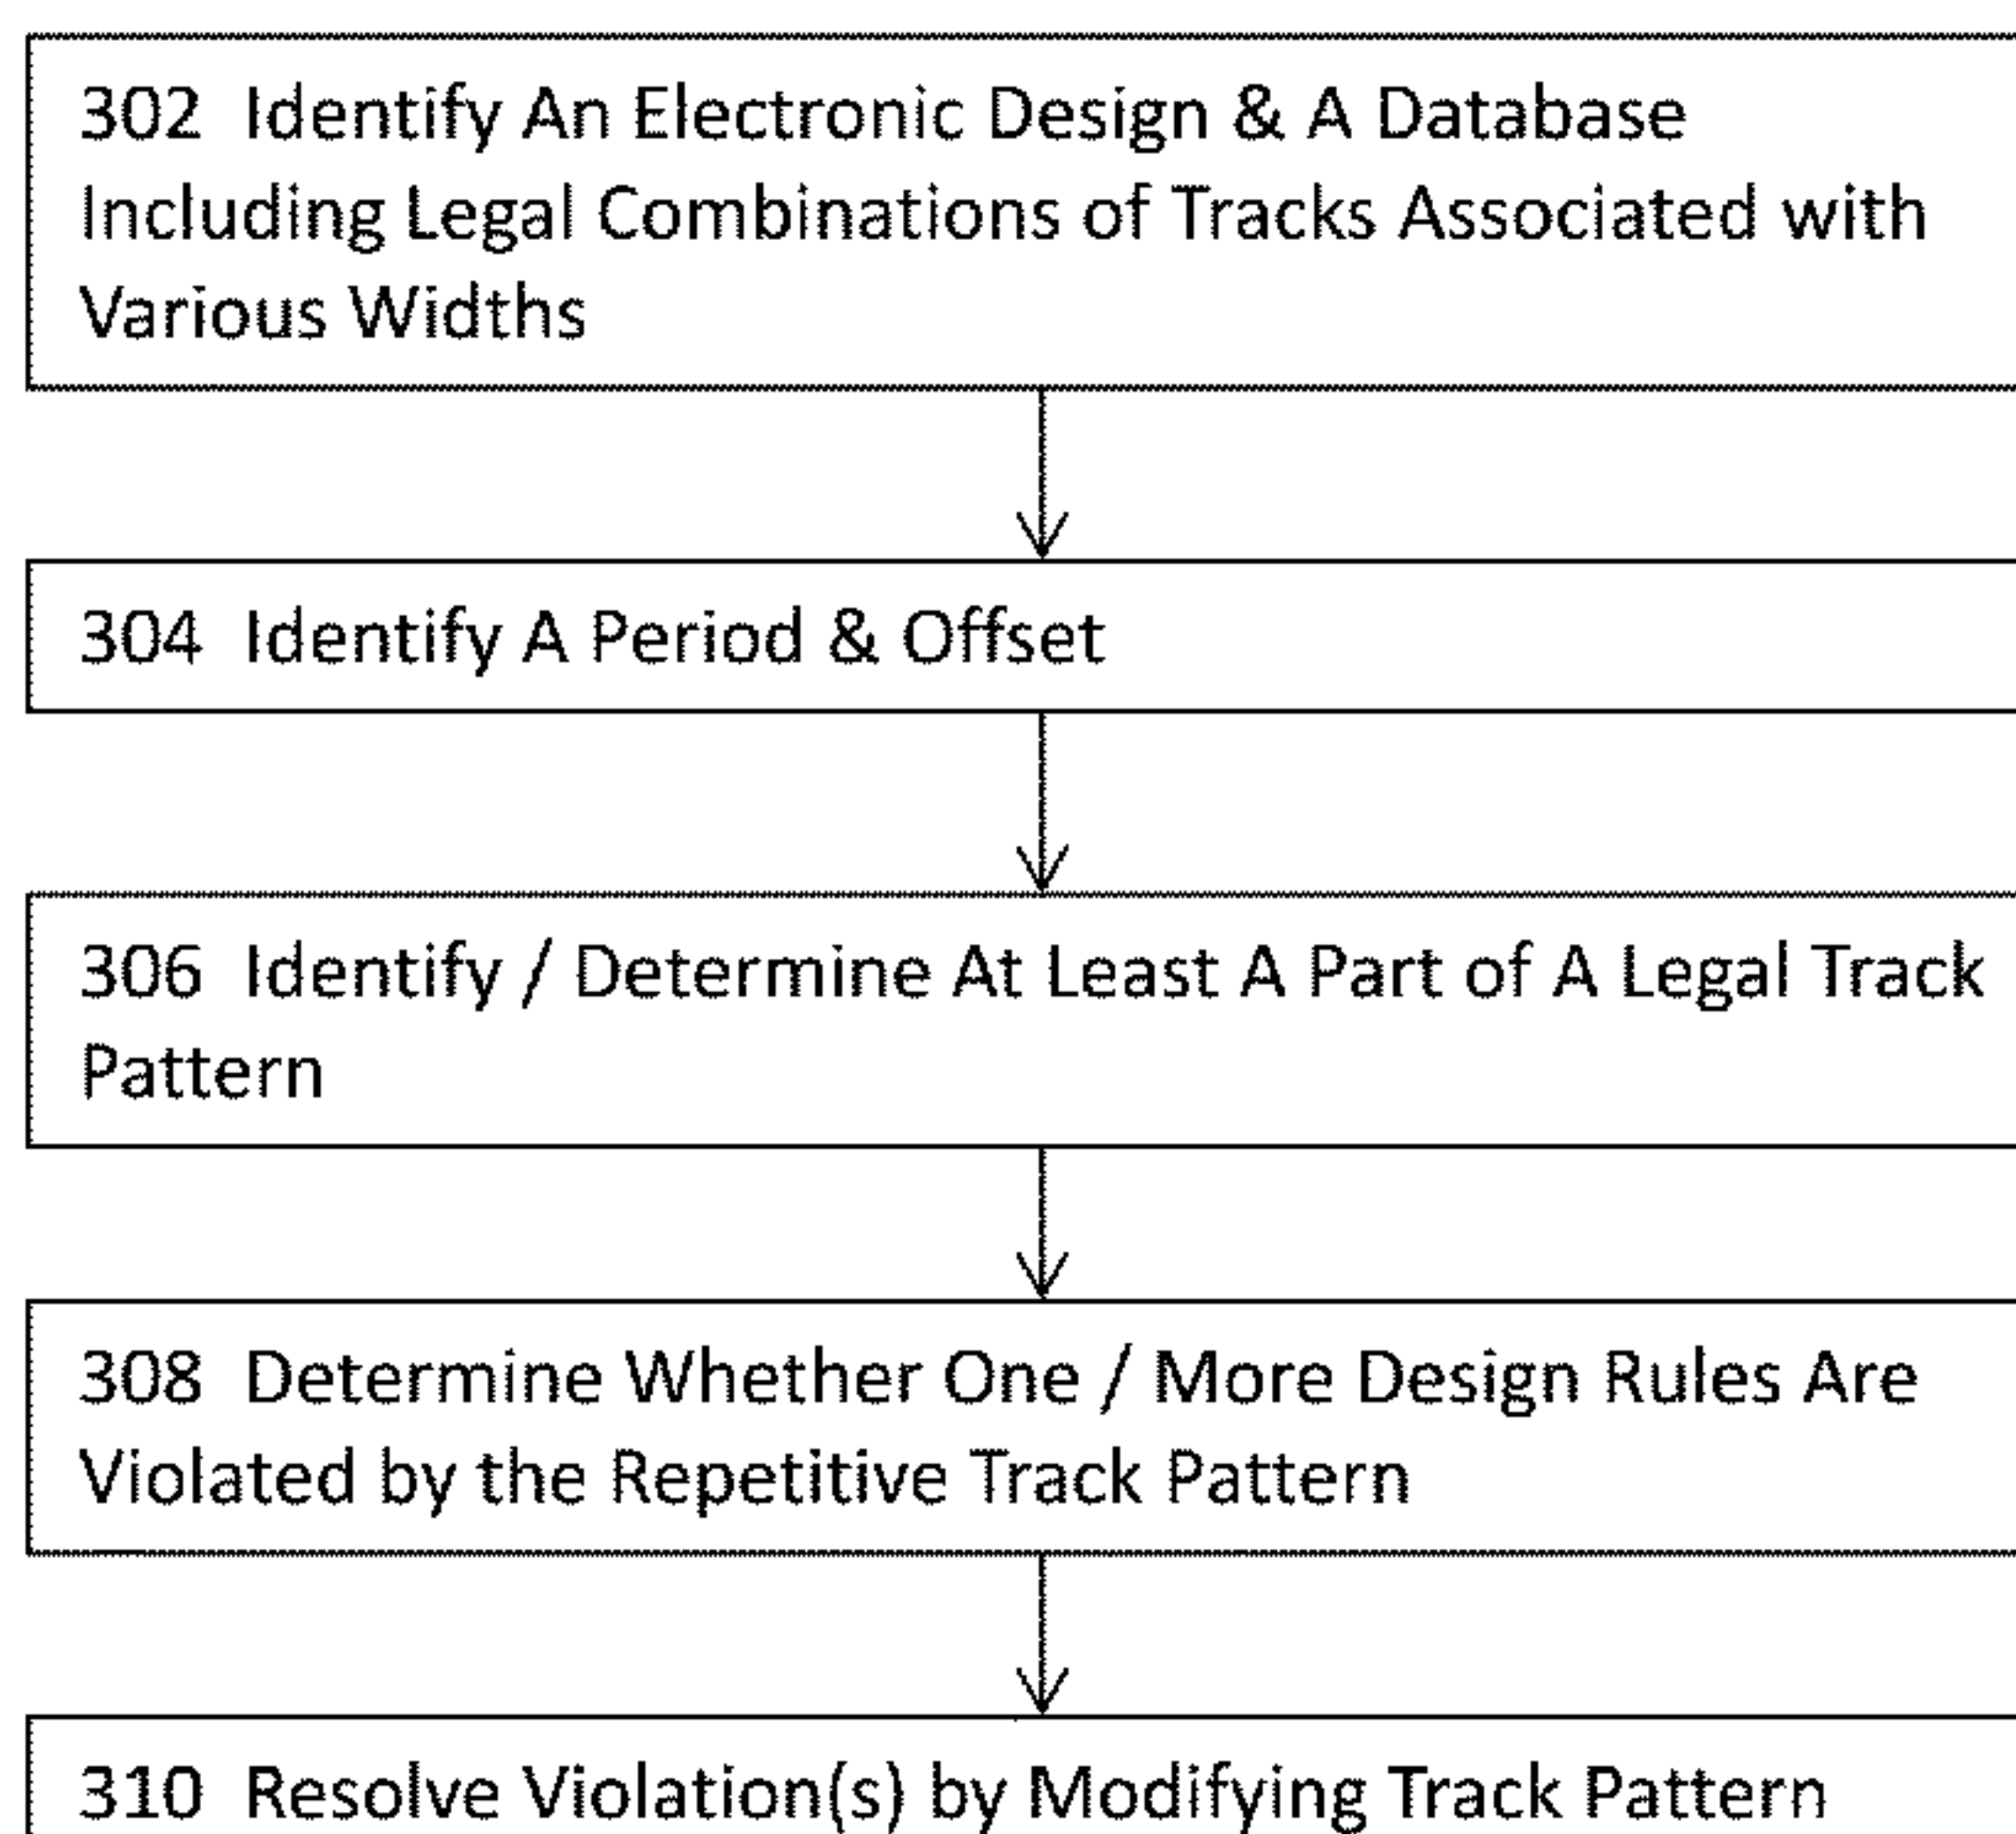 302 Identify An Electronic Design & A Database
Including Legal Combinations of Tracks Associated with
Various Widths
304 Identify A Period & Offset
306 Identify / Determine At Least A Part of A Legal Track
Pattern
308 Determine Whether One / More Design Rules Are
Violated by the Repetitive Track Pattern
310 Resolve Violation(s) by Modifying Track Pattern